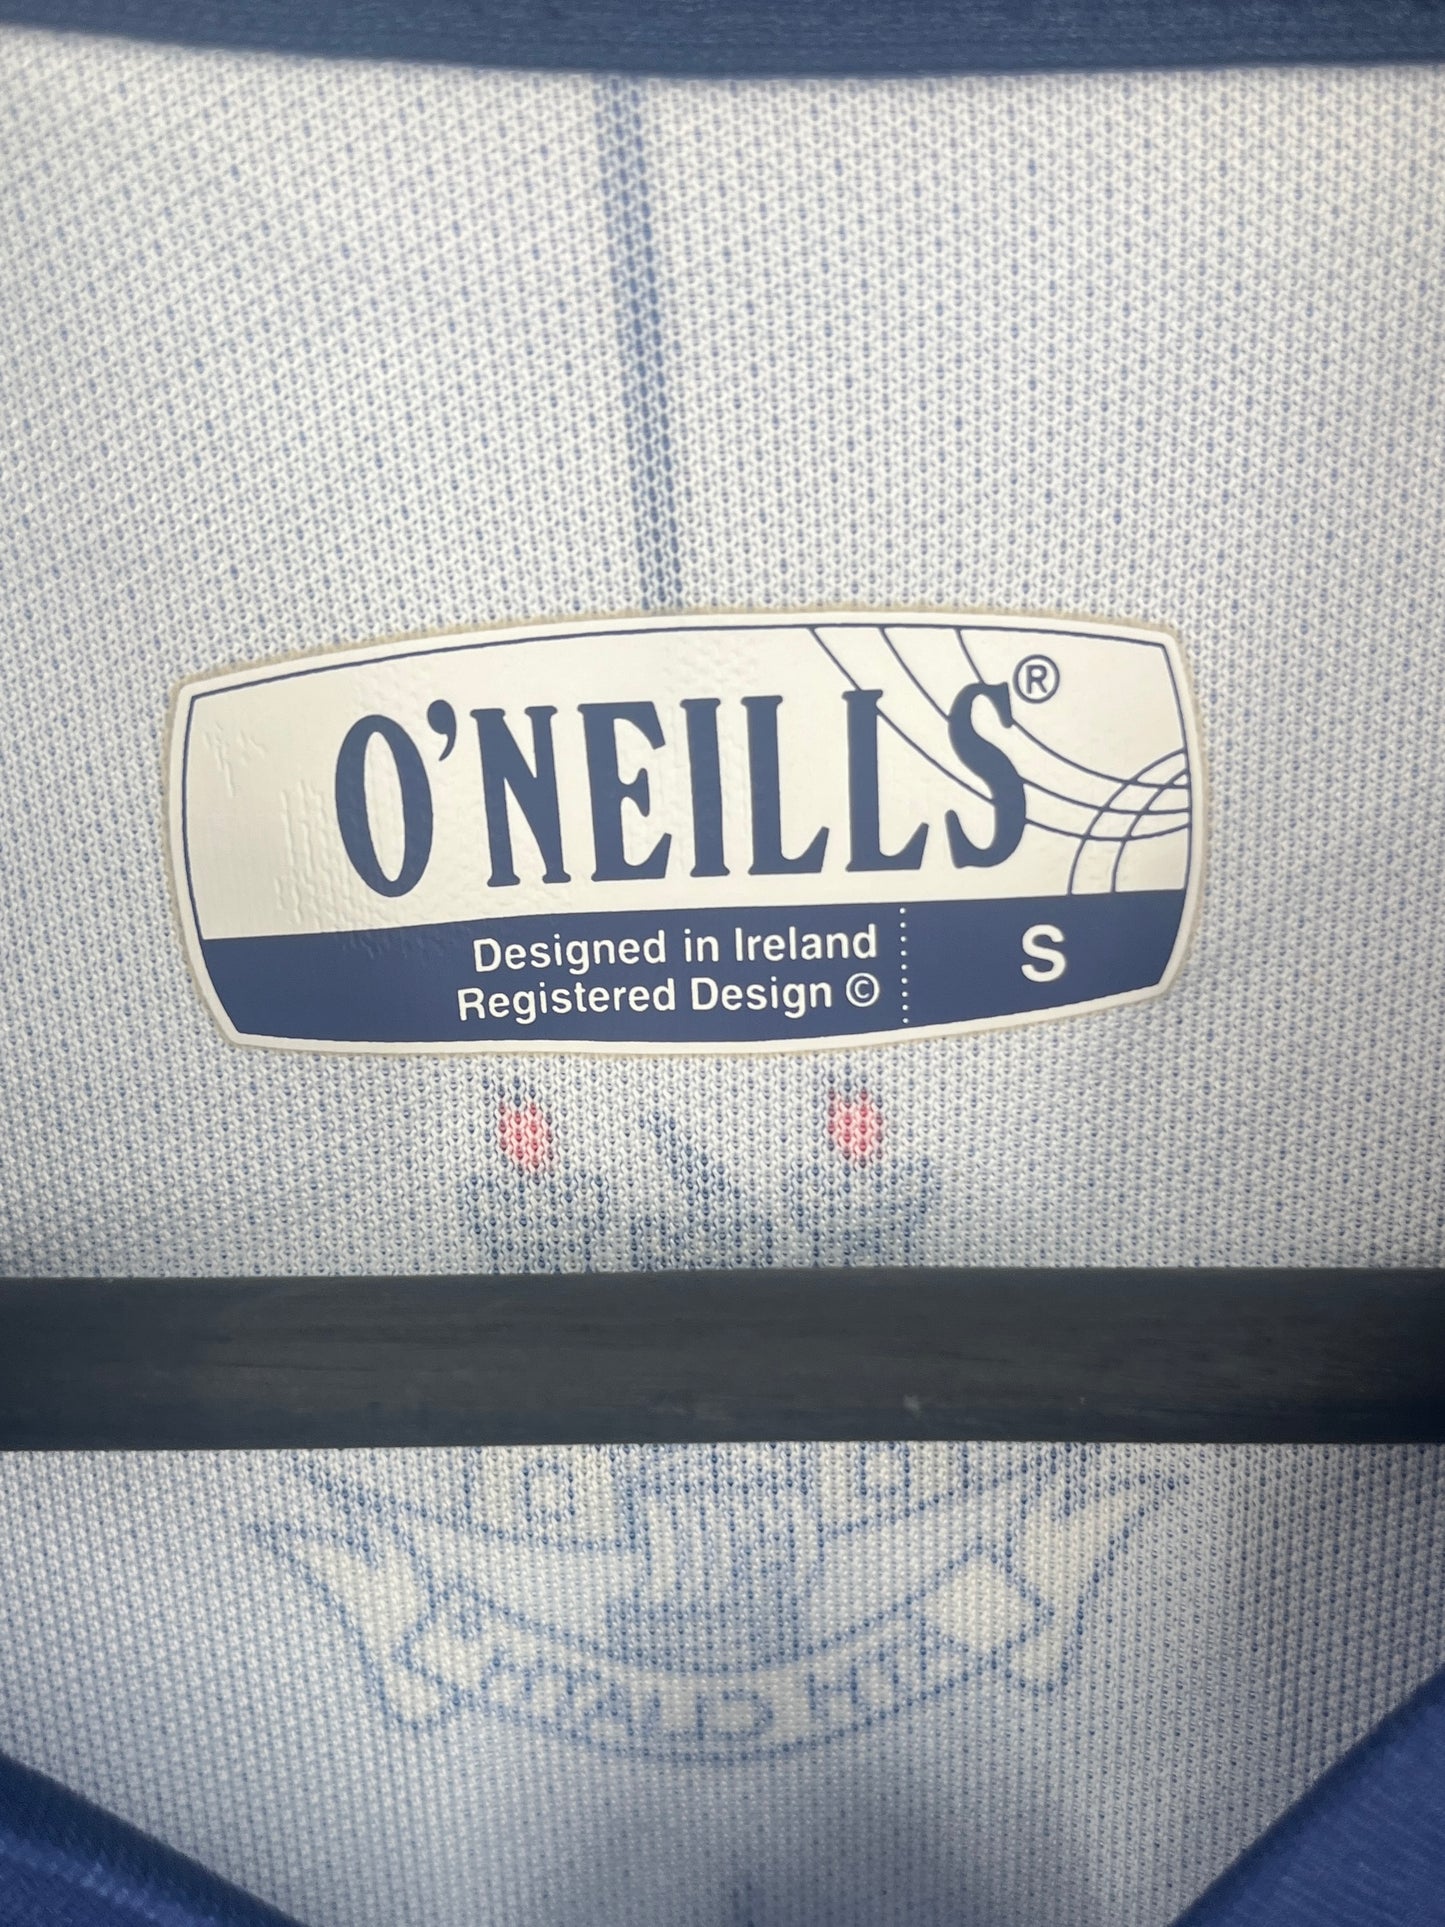 O'NEILLS®
Designed in Ireland
Registered Design ©
S